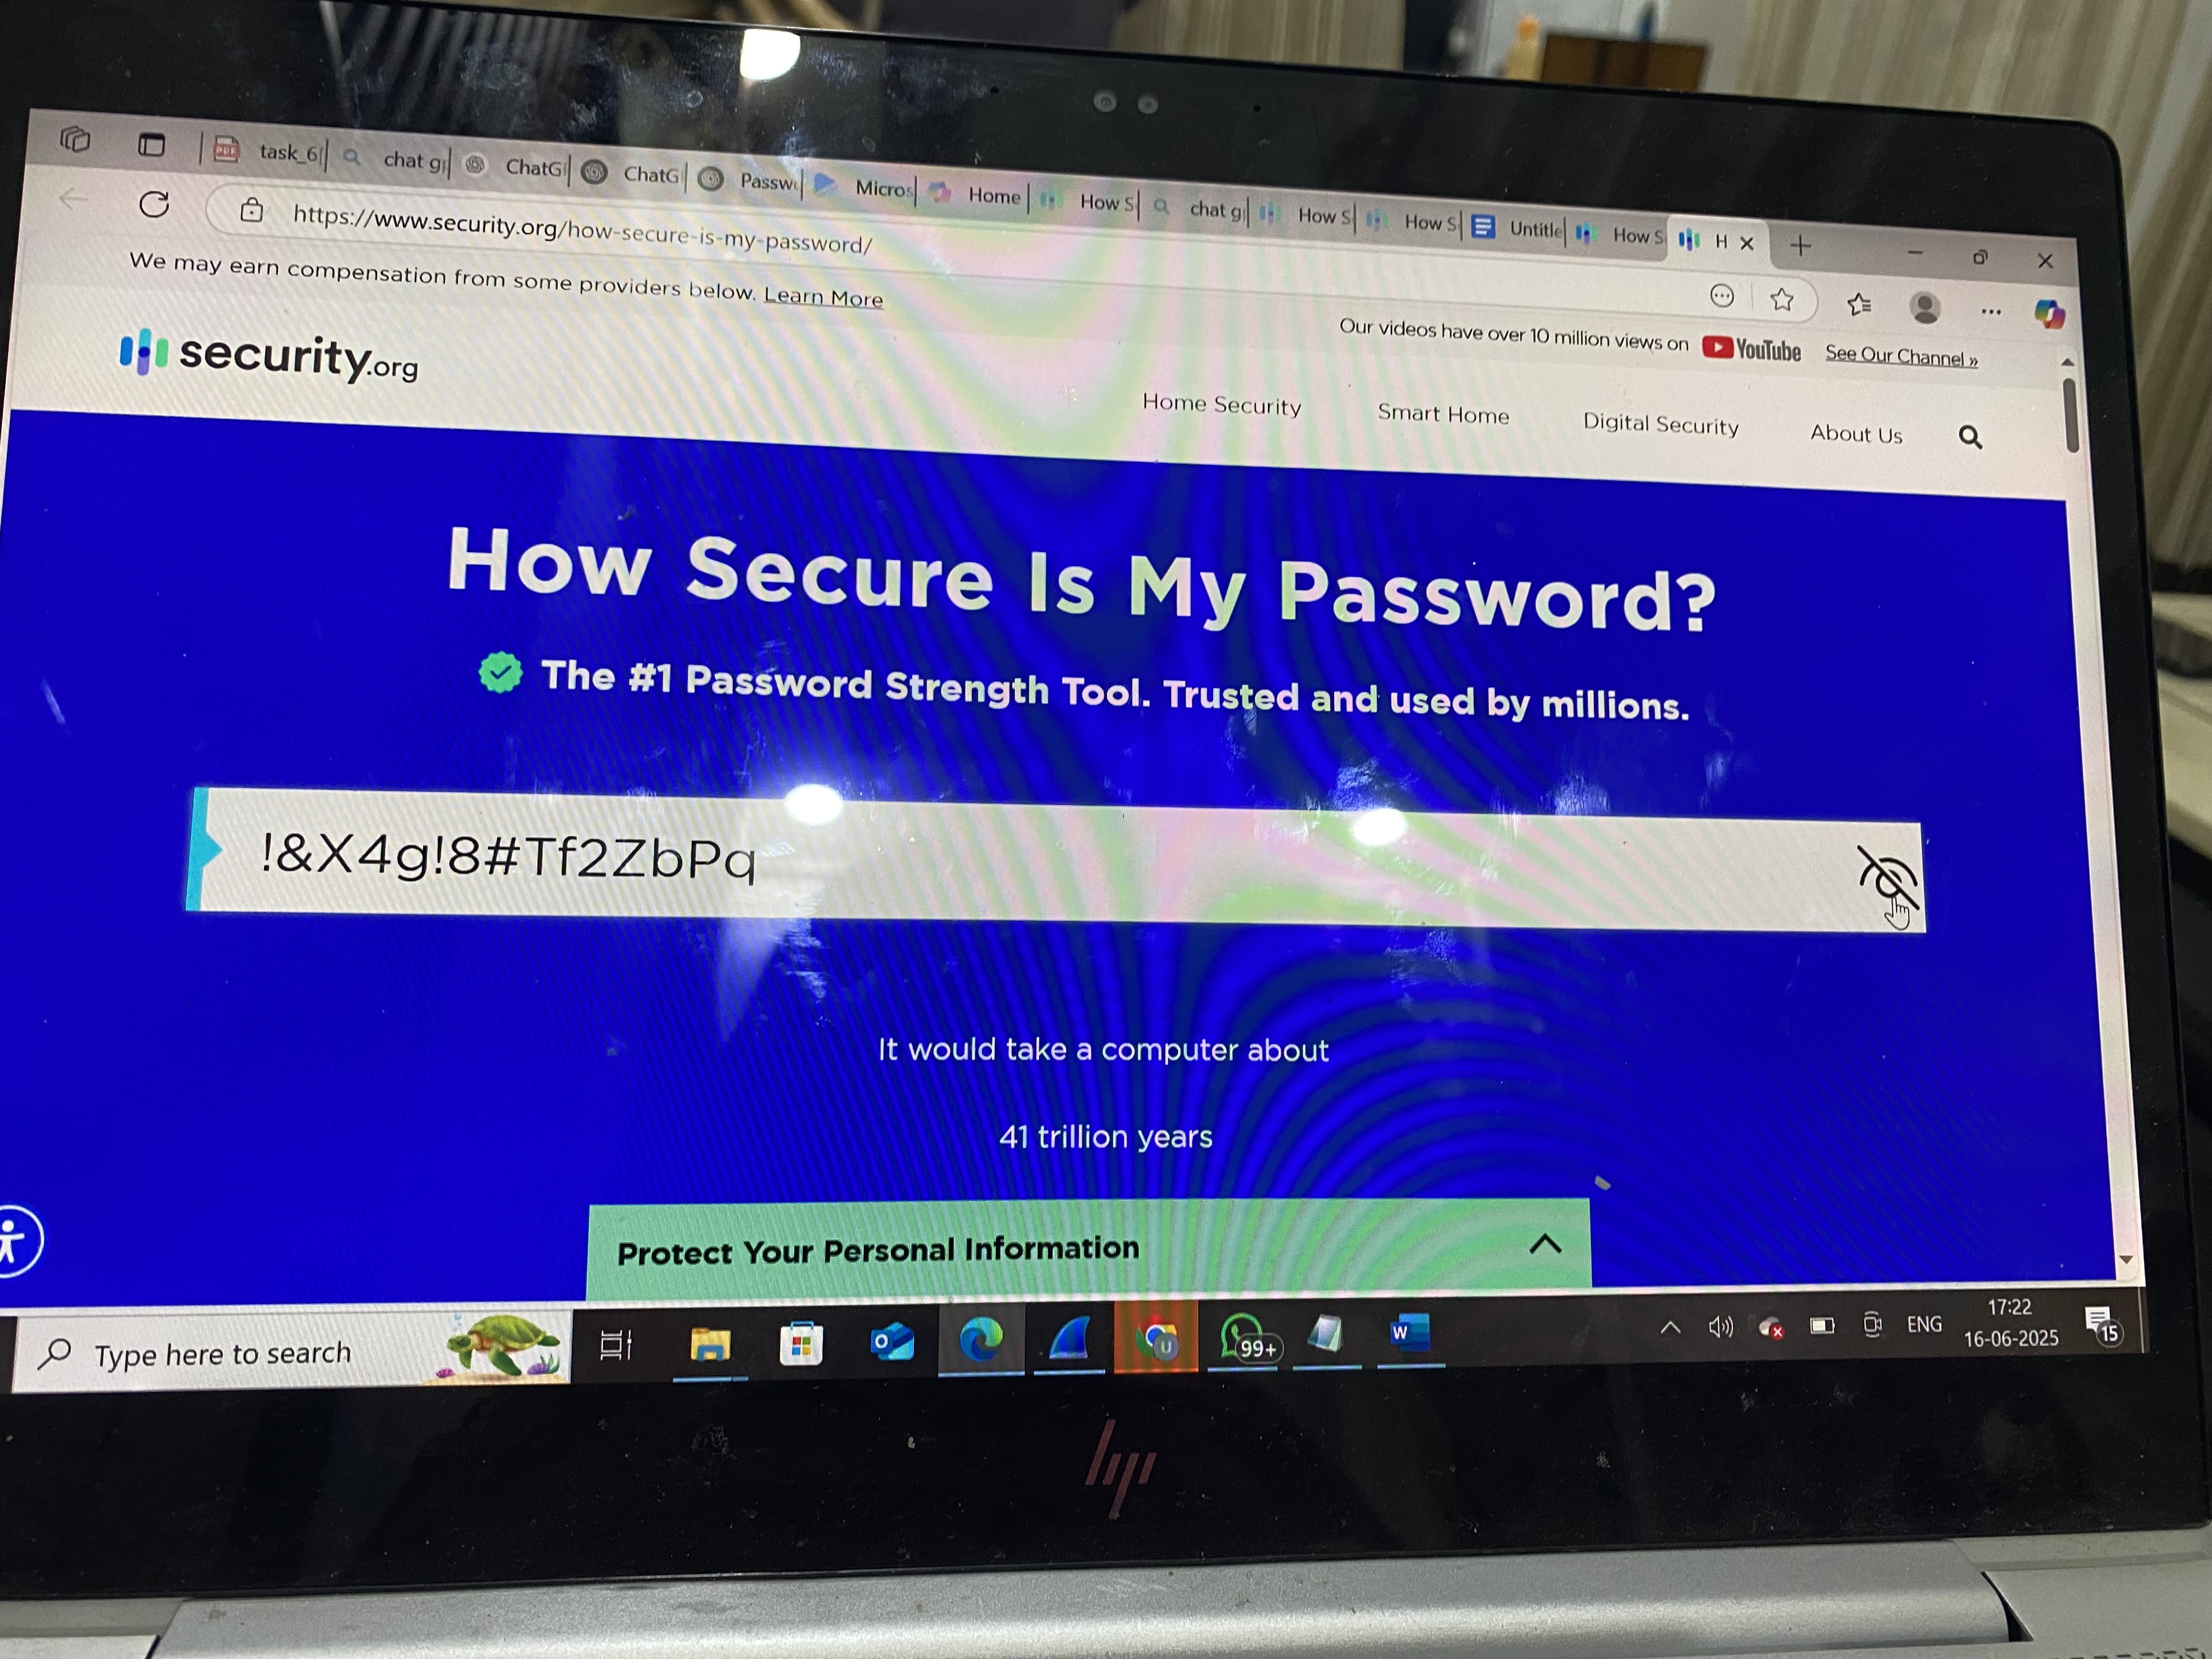 task_6
chat g
ChatG
ChatG
Passw
Micros
Home
How S
chat g
How S
How S
Untitle
How S
H
https://www.security.org/how-secure-is-my-password/
We may earn compensation from some providers below. Learn More
Our videos have over 10 million views on YouTube See Our Channel »
security.org
Home Security Smart Home Digital Security About Us
How Secure Is My Password?
The #1 Password Strength Tool. Trusted and used by millions.
!&X4g!8#Tf2ZbPq
It would take a computer about
41 trillion years
Protect Your Personal Information
Type here to search
99+
ENG
17:22
16-06-2025
15
hp